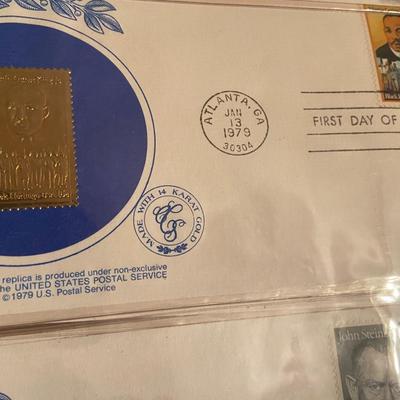 ATLANTA, GA
JAN
13
1979
30304
FIRST DAY OF
MADE WITH 14 KARAT GOLD
replica is produced under non-exclusive
the UNITED STATES POSTAL SERVICE
© 1979 U.S. Postal Service
John Stein